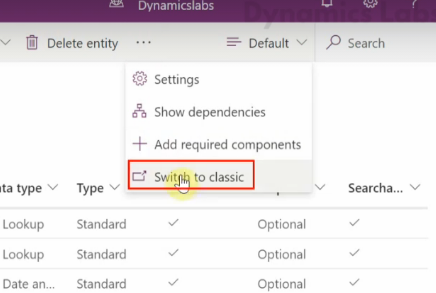 Dynamicslabs
Dynamics Labs
Delete entity ··· Default Search
Settings
Show dependencies
Add required components
Switch to classic
ata type Type Searcha...
Lookup Standard Optional
Lookup Standard Optional
Date an... Standard Optional